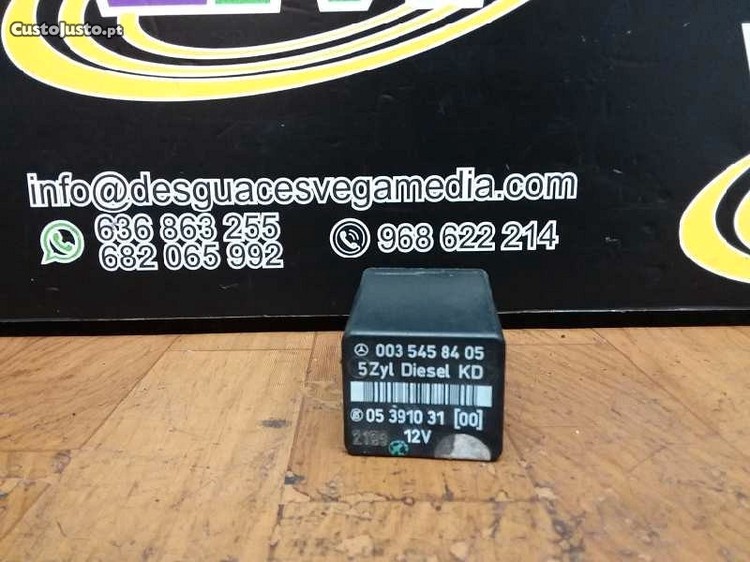 CustoJusto.pt
info@desguacesvegamedia.com
636 863 255
682 065 992
968 622 214
003 545 84 05
5Zyl Diesel KD
05 3910 31 [00]
12V